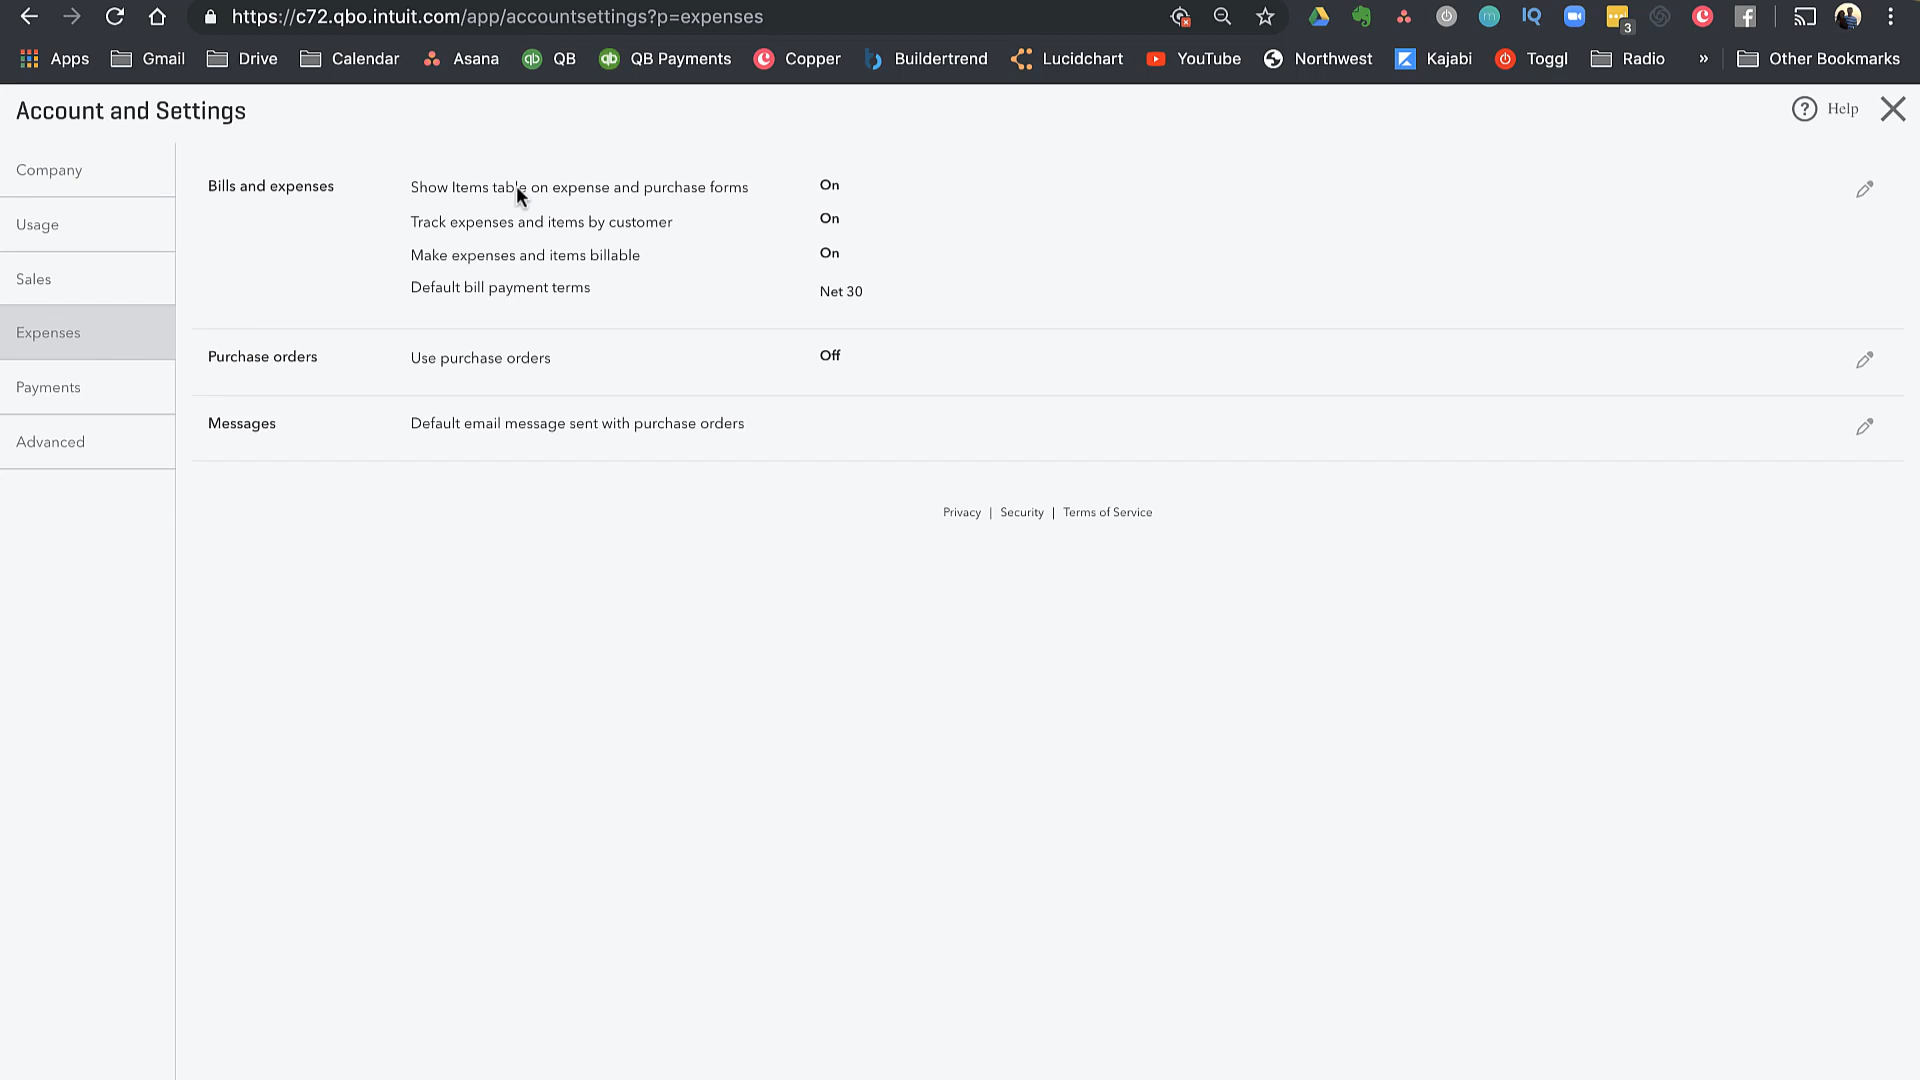 https://c72.qbo.intuit.com/app/accountsettings?p=expenses
IQ
m
3
Apps Gmail Drive Calendar Asana qb QB qb QB Payments Copper Buildertrend Lucidchart YouTube Northwest Kajabi Toggl Radio » Other Bookmarks
Account and Settings
? Help
Company
Usage
Sales
Expenses
Payments
Advanced
Bills and expenses
Show Items table on expense and purchase forms On
Track expenses and items by customer On
Make expenses and items billable On
Default bill payment terms Net 30
Purchase orders Use purchase orders Off
Messages Default email message sent with purchase orders
Privacy | Security | Terms of Service